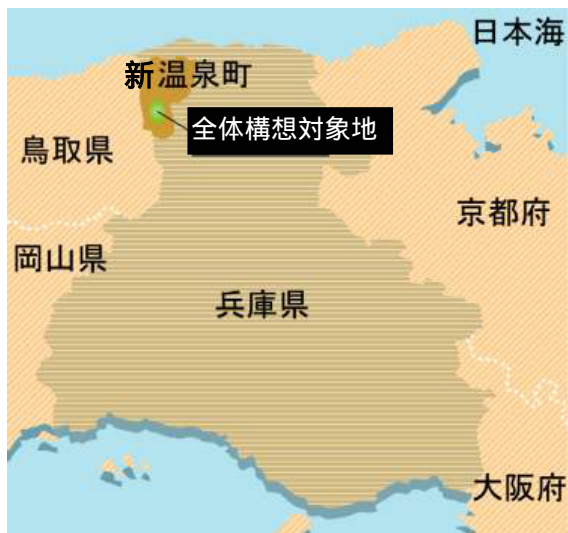 日本海
新温泉町
全体構想対象地
鳥取県
京都府
岡山県
兵庫県
大阪府